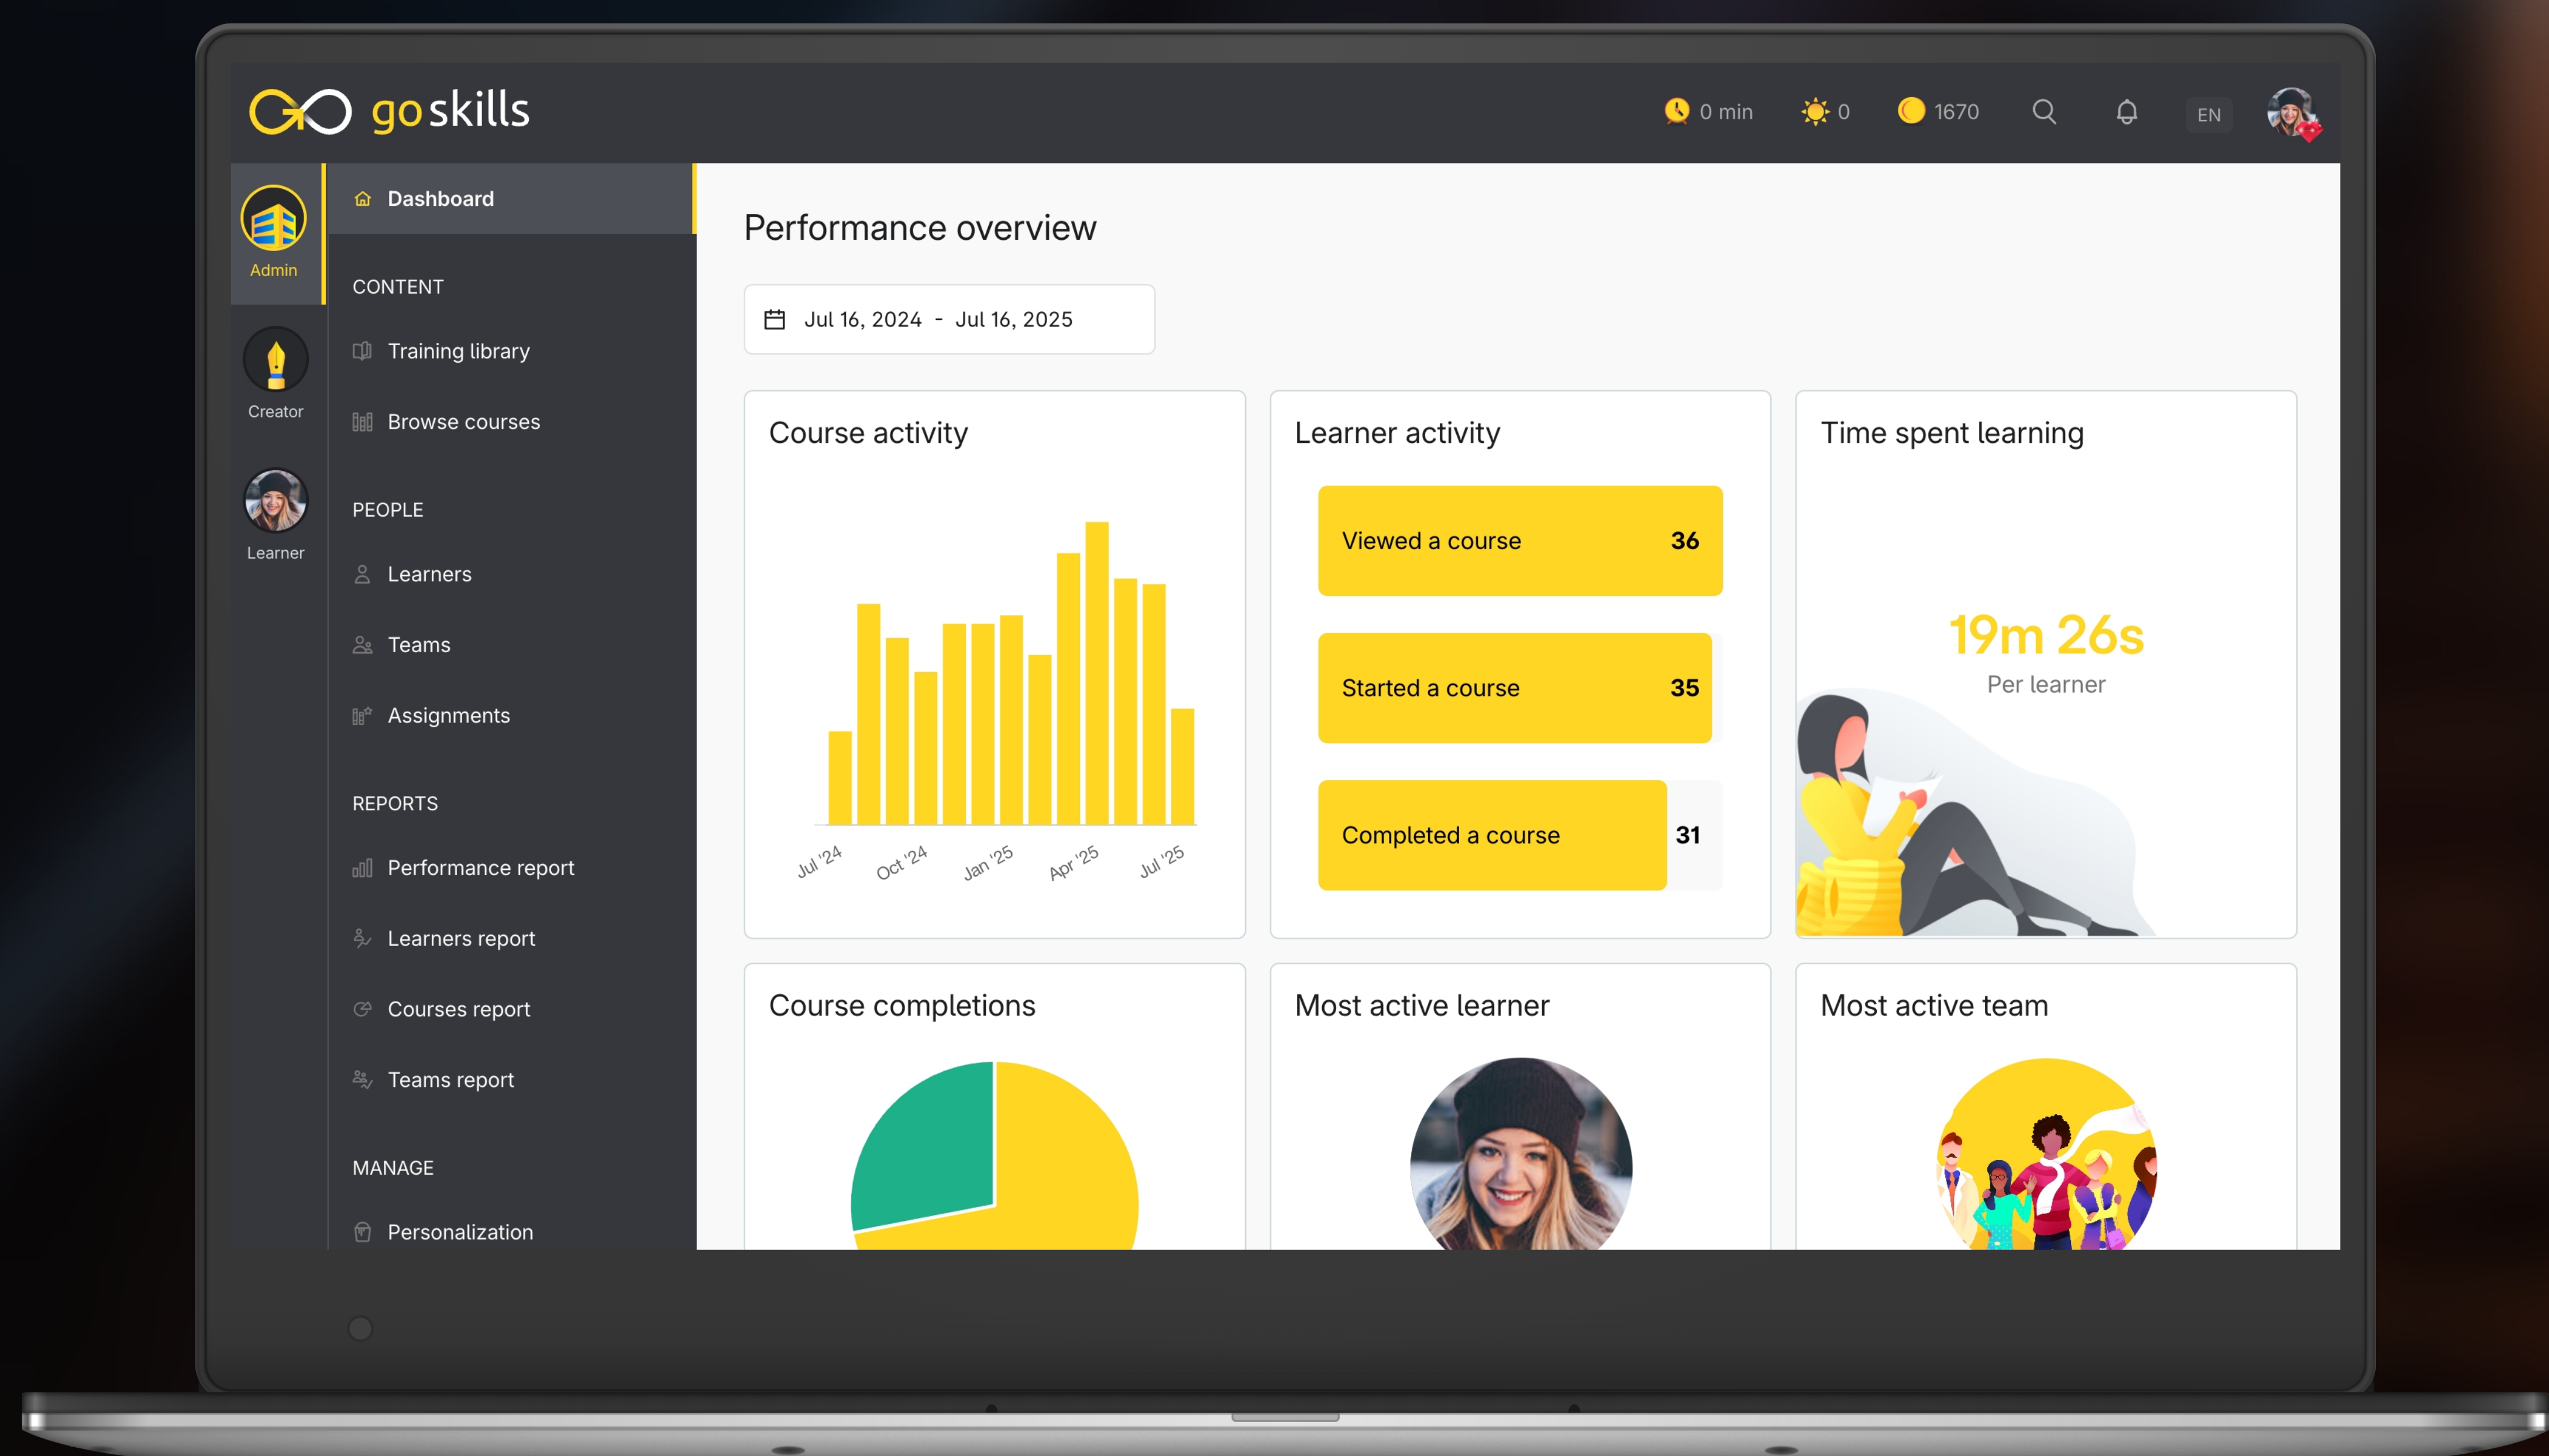 goskills
0 min
0
1670
EN
Admin
Creator
Learner
Dashboard
CONTENT
Training library
Browse courses
PEOPLE
Learners
Teams
Assignments
REPORTS
Performance report
Learners report
Courses report
Teams report
MANAGE
Personalization
Performance overview
Jul 16, 2024 - Jul 16, 2025
Course activity
Jul '24
Oct '24
Jan '25
Apr '25
Jul '25
Learner activity
Viewed a course 36
Started a course 35
Completed a course 31
Time spent learning
19m 26s
Per learner
Course completions
Most active learner
Most active team